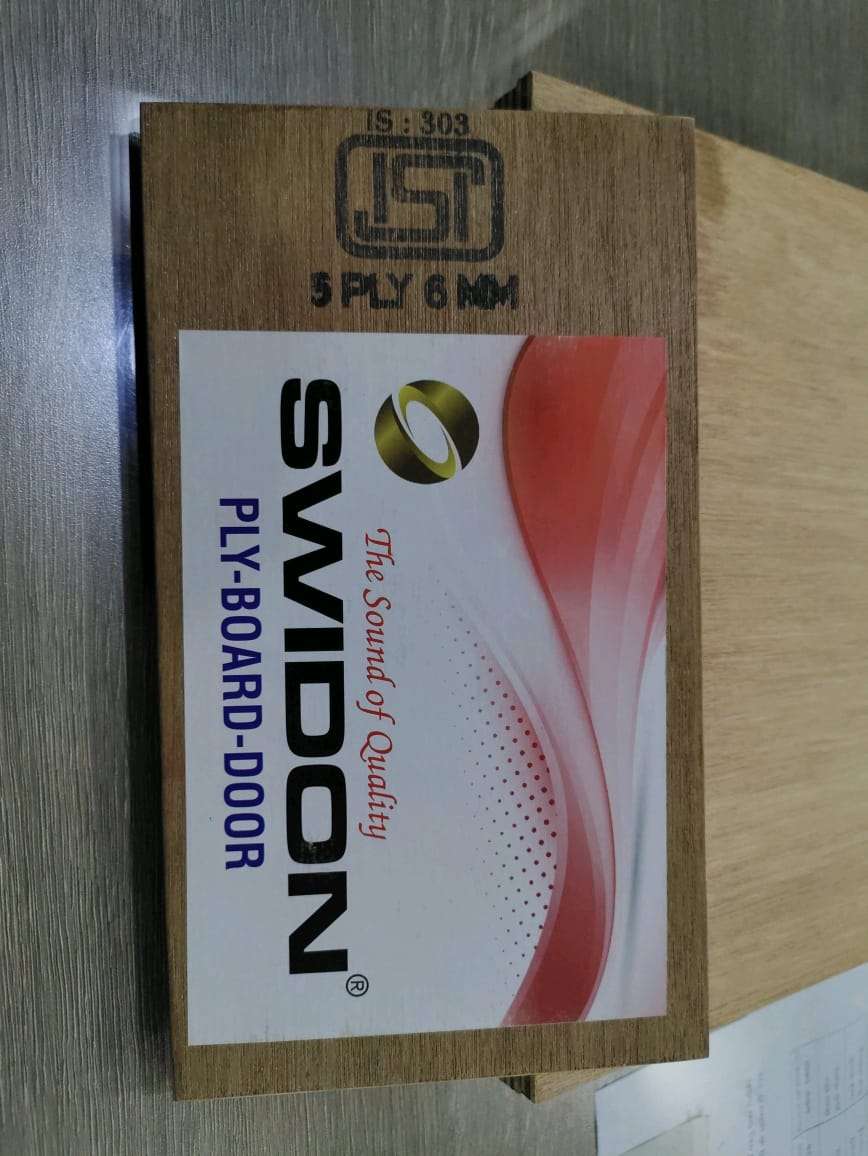 IS : 303
ISI
5 PLY 6 MM
The Sound of Quality
SWIDON®
PLY-BOARD-DOOR